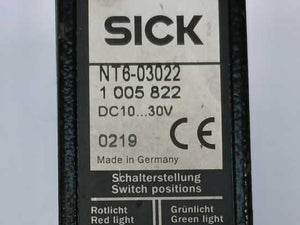 SICK
NT6-03022
1 005 822
DC10...30V
0219 CE
Made in Germany
Schalterstellung
Switch positions
Rotlicht Grünlicht
Red light Green light